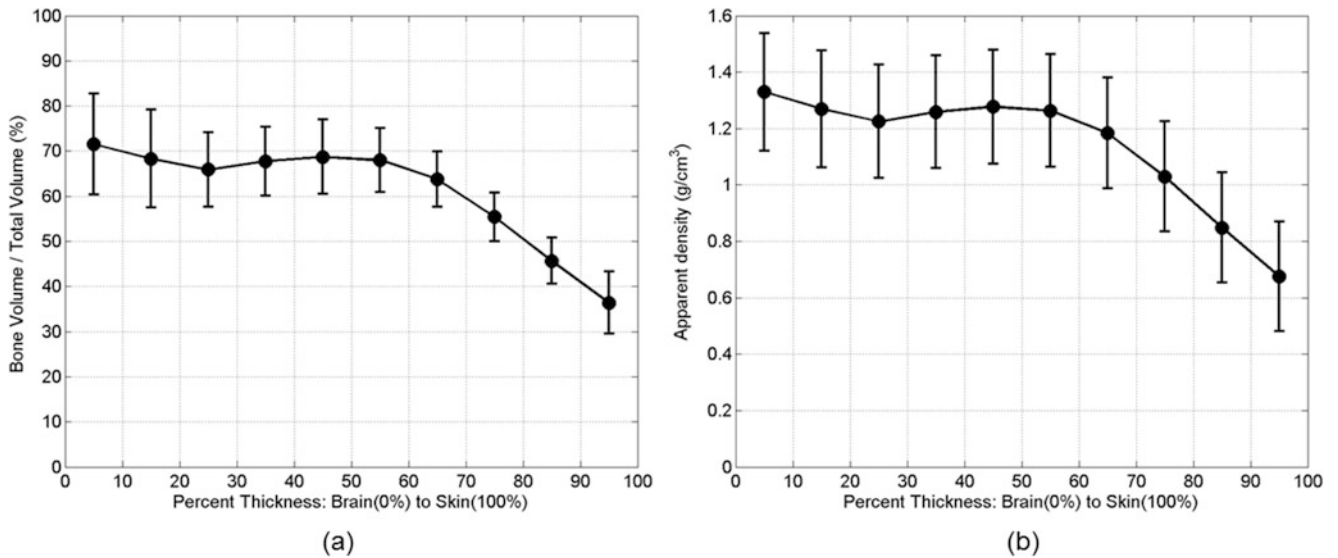 100
90
80
70
60
50
40
30
20
10
0
Bone Volume / Total Volume (%)
0 10 20 30 40 50 60 70 80 90 100
Percent Thickness: Brain(0%) to Skin(100%)
(a)
1.6
1.4
1.2
1
0.8
0.6
0.4
0.2
0
Apparent density (g/cm³)
0 10 20 30 40 50 60 70 80 90 100
Percent Thickness: Brain(0%) to Skin(100%)
(b)